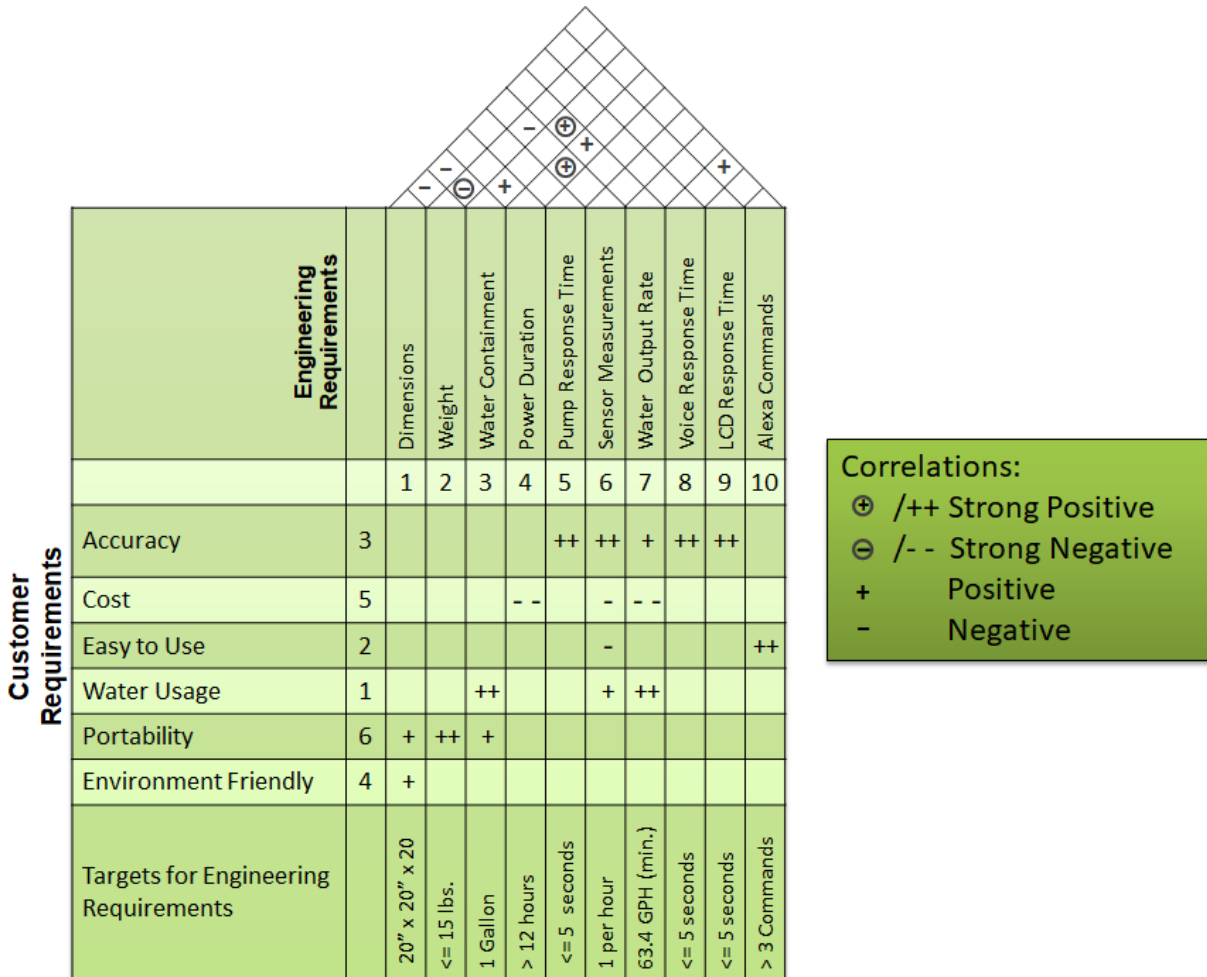 − ⊕
+
− ⊕ +
− ⊖ +
Engineering
Requirements
Dimensions
Weight
Water Containment
Power Duration
Pump Response Time
Sensor Measurements
Water Output Rate
Voice Response Time
LCD Response Time
Alexa Commands
1 2 3 4 5 6 7 8 9 10
Customer
Requirements
Accuracy 3 ++ ++ + ++ ++
Cost 5 - - - - -
Easy to Use 2 - ++
Water Usage 1 ++ + ++
Portability 6 + ++ +
Environment Friendly 4 +
Targets for Engineering
Requirements
20” x 20” x 20
<= 15 lbs.
1 Gallon
> 12 hours
<= 5 seconds
1 per hour
63.4 GPH (min.)
<= 5 seconds
<= 5 seconds
> 3 Commands
Correlations:
⊕ /++ Strong Positive
⊖ /- - Strong Negative
+ Positive
− Negative